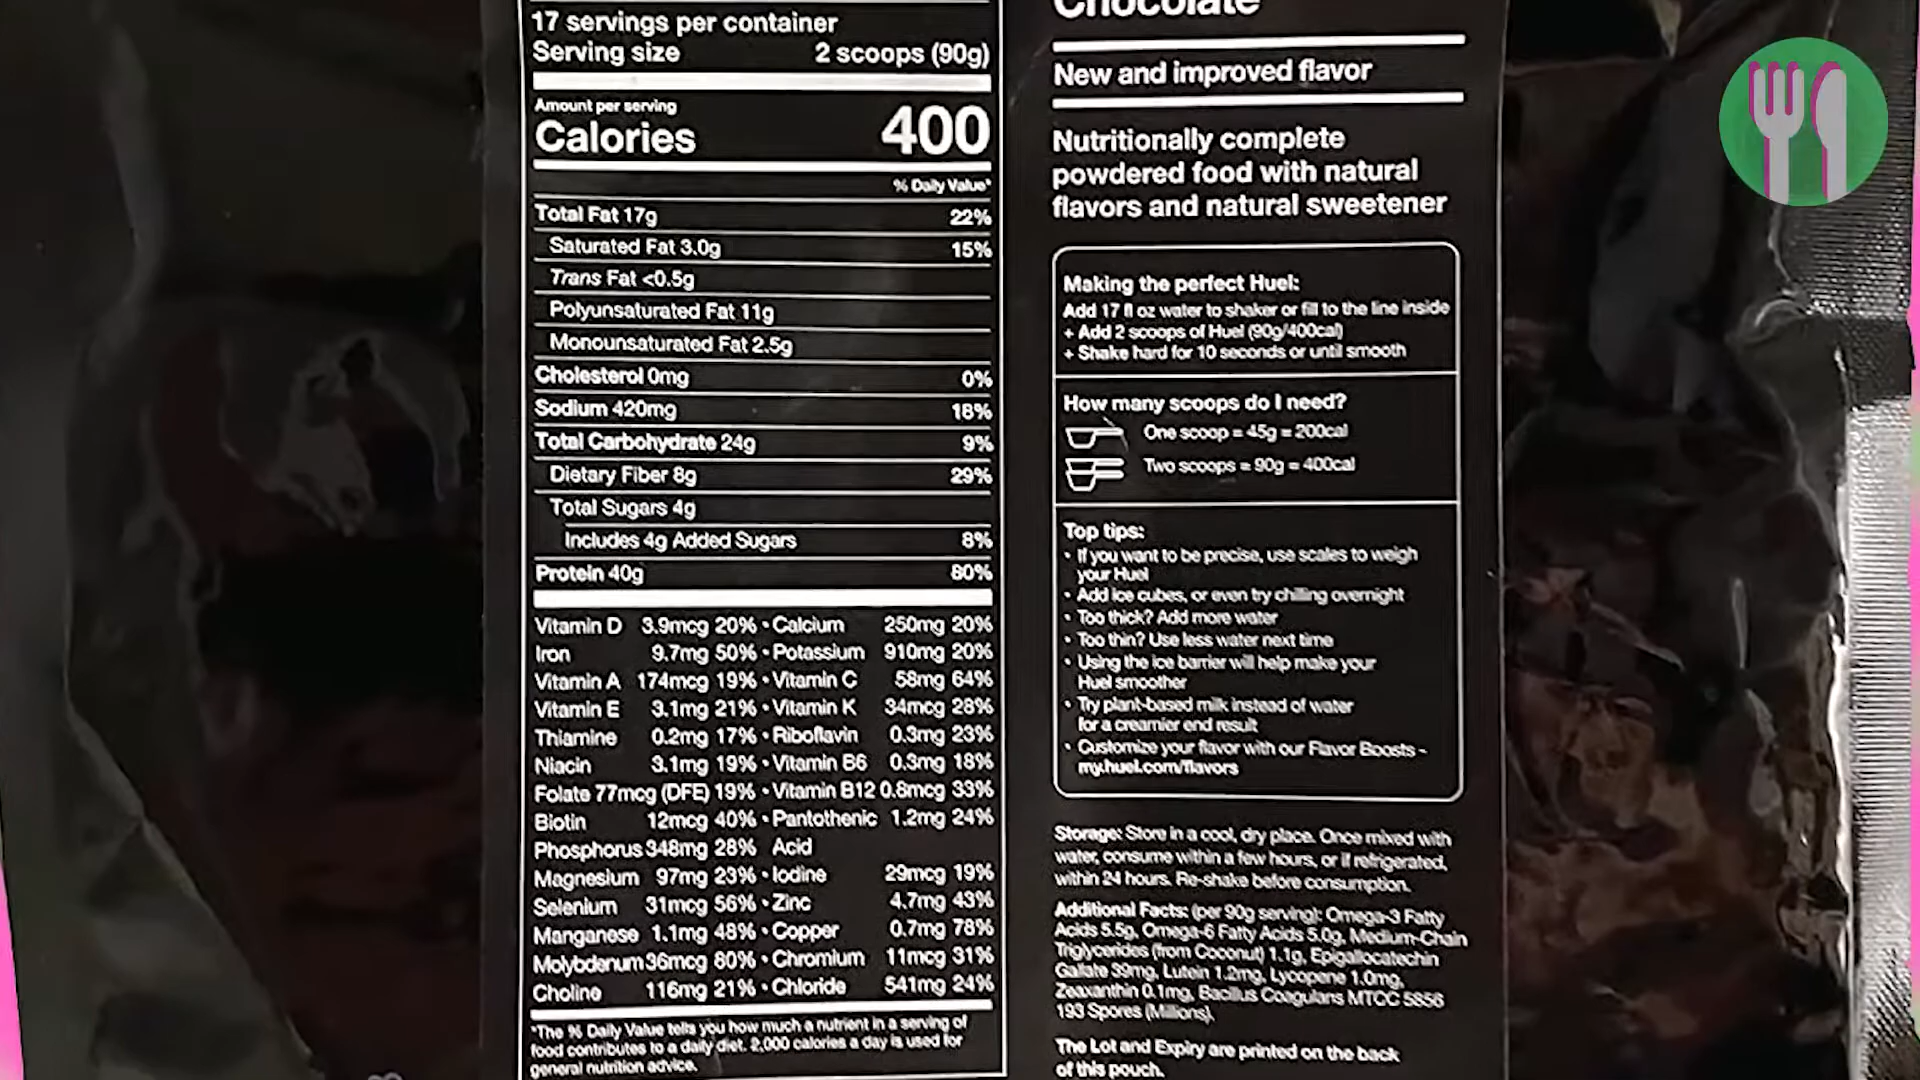 17 servings per container
Serving size 2 scoops (90g)
Amount per serving
Calories 400
% Daily Value*
Total Fat 17g 22%
Saturated Fat 3.0g 15%
Trans Fat <0.5g
Polyunsaturated Fat 11g
Monounsaturated Fat 2.5g
Cholesterol 0mg 0%
Sodium 420mg 18%
Total Carbohydrate 24g 9%
Dietary Fiber 8g 29%
Total Sugars 4g
Includes 4g Added Sugars 8%
Protein 40g 80%
Vitamin D 3.9mcg 20% • Calcium 250mg 20%
Iron 9.7mg 50% • Potassium 910mg 20%
Vitamin A 174mcg 19% • Vitamin C 58mg 64%
Vitamin E 3.1mg 21% • Vitamin K 34mcg 28%
Thiamine 0.2mg 17% • Riboflavin 0.3mg 23%
Niacin 3.1mg 19% • Vitamin B6 0.3mg 18%
Folate 77mcg (DFE) 19% • Vitamin B12 0.8mcg 33%
Biotin 12mcg 40% • Pantothenic 1.2mg 24%
Phosphorus 348mg 28% Acid
Magnesium 97mg 23% • Iodine 29mcg 19%
Selenium 31mcg 56% • Zinc 4.7mg 43%
Manganese 1.1mg 48% • Copper 0.7mg 78%
Molybdenum 36mcg 80% • Chromium 11mcg 31%
Choline 116mg 21% • Chloride 541mg 24%
*The % Daily Value tells you how much a nutrient in a serving of
food contributes to a daily diet. 2,000 calories a day is used for
general nutrition advice.
Chocolate
New and improved flavor
Nutritionally complete
powdered food with natural
flavors and natural sweetener
Making the perfect Huel:
Add 17 fl oz water to shaker or fill to the line inside
+ Add 2 scoops of Huel (90g/400cal)
+ Shake hard for 10 seconds or until smooth
How many scoops do I need?
One scoop = 45g = 200cal
Two scoops = 90g = 400cal
Top tips:
• If you want to be precise, use scales to weigh
your Huel
• Add ice cubes, or even try chilling overnight
• Too thick? Add more water
• Too thin? Use less water next time
• Using the ice barrier will help make your
Huel smoother
• Try plant-based milk instead of water
for a creamier end result
• Customize your flavor with our Flavor Boosts -
my.huel.com/flavors
Storage: Store in a cool, dry place. Once mixed with
water, consume within a few hours, or if refrigerated,
within 24 hours. Re-shake before consumption.
Additional Facts: (per 90g serving): Omega-3 Fatty
Acids 5.5g, Omega-6 Fatty Acids 5.0g, Medium-Chain
Triglycerides (from Coconut) 1.1g, Epigallocatechin
Gallate 39mg, Lutein 1.2mg, Lycopene 1.0mg,
Zeaxanthin 0.1mg, Bacillus Coagulans MTCC 5856
193 Spores (Millions).
The Lot and Expiry are printed on the back
of this pouch.